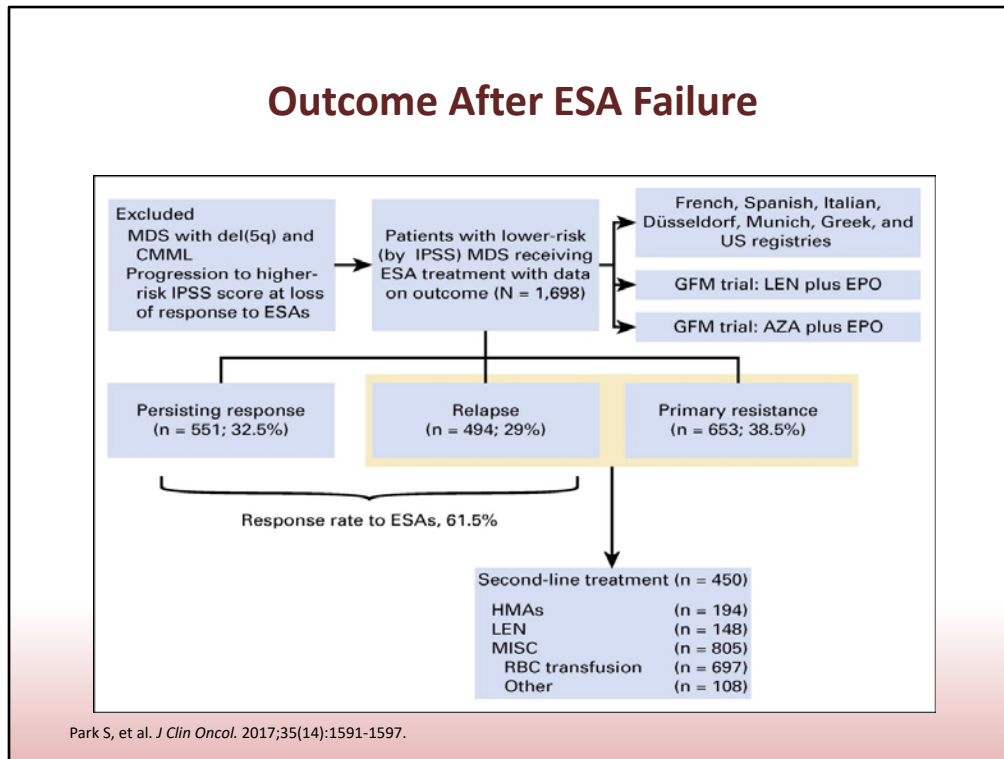 Outcome After ESA Failure
Excluded
MDS with del(5q) and
CMML
Progression to higher-
risk IPSS score at loss
of response to ESAs
Patients with lower-risk
(by IPSS) MDS receiving
ESA treatment with data
on outcome (N = 1,698)
French, Spanish, Italian,
Düsseldorf, Munich, Greek, and
US registries
GFM trial: LEN plus EPO
GFM trial: AZA plus EPO
Persisting response
(n = 551; 32.5%)
Relapse
(n = 494; 29%)
Primary resistance
(n = 653; 38.5%)
Response rate to ESAs, 61.5%
Second-line treatment (n = 450)
HMAs (n = 194)
LEN (n = 148)
MISC (n = 805)
RBC transfusion (n = 697)
Other (n = 108)
Park S, et al. J Clin Oncol. 2017;35(14):1591-1597.